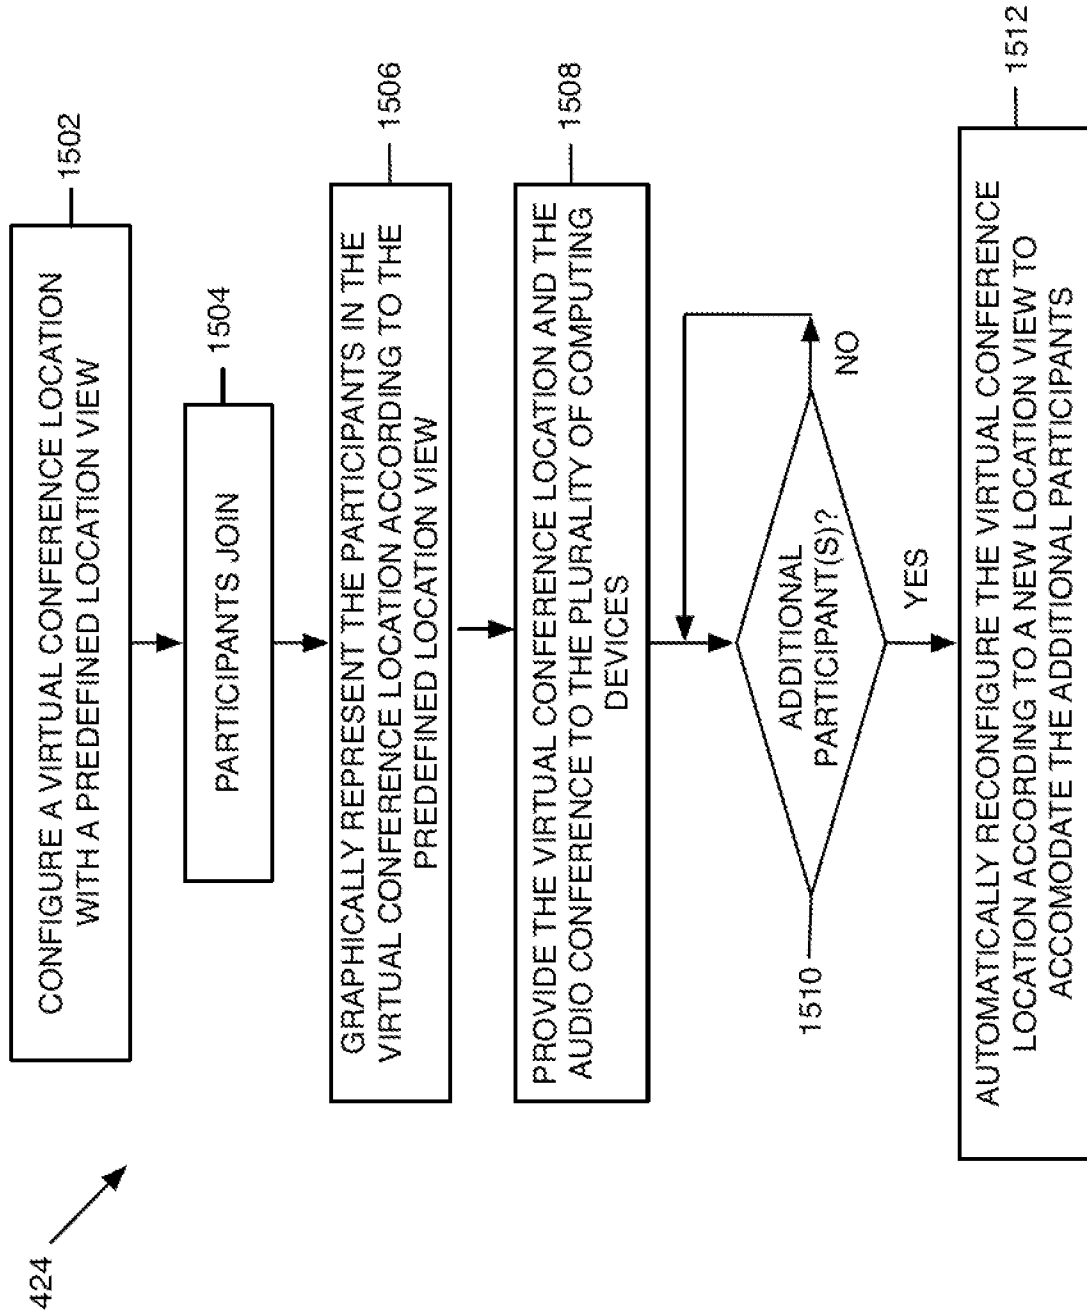 424
CONFIGURE A VIRTUAL CONFERENCE LOCATION
WITH A PREDEFINED LOCATION VIEW
1502
PARTICIPANTS JOIN
1504
GRAPHICALLY REPRESENT THE PARTICIPANTS IN THE
VIRTUAL CONFERENCE LOCATION ACCORDING TO THE
PREDEFINED LOCATION VIEW
1506
PROVIDE THE VIRTUAL CONFERENCE LOCATION AND THE
AUDIO CONFERENCE TO THE PLURALITY OF COMPUTING
DEVICES
1508
1510
ADDITIONAL
PARTICIPANT(S)?
NO
YES
AUTOMATICALLY RECONFIGURE THE VIRTUAL CONFERENCE
LOCATION ACCORDING TO A NEW LOCATION VIEW TO
ACCOMODATE THE ADDITIONAL PARTICIPANTS
1512